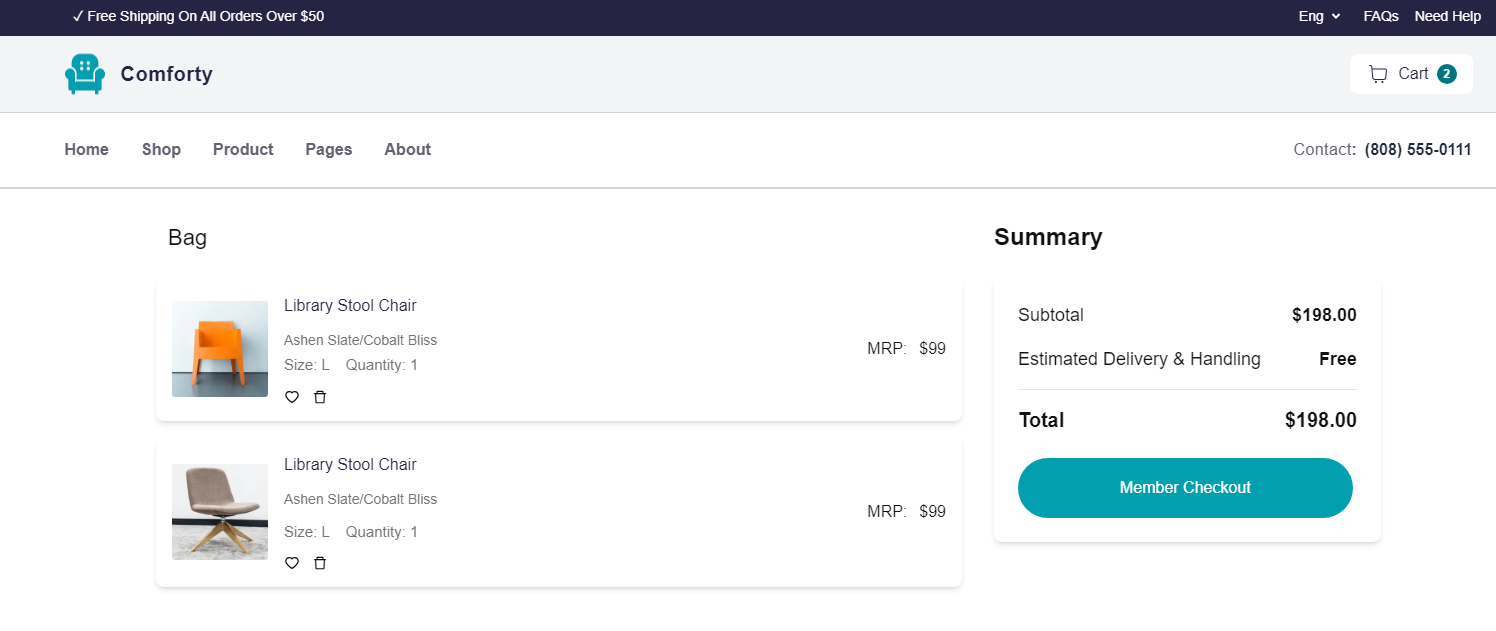 ✓ Free Shipping On All Orders Over $50
Eng FAQs Need Help
Comforty
Cart 2
Home Shop Product Pages About
Contact: (808) 555-0111
Bag
Library Stool Chair
Ashen Slate/Cobalt Bliss
Size: L Quantity: 1
MRP: $99
Library Stool Chair
Ashen Slate/Cobalt Bliss
Size: L Quantity: 1
MRP: $99
Summary
Subtotal $198.00
Estimated Delivery & Handling Free
Total $198.00
Member Checkout